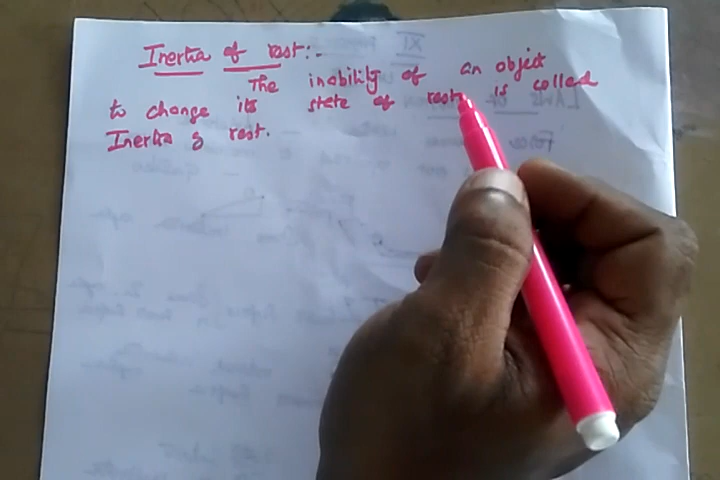 Inertia of rest:-
The inability of an object
to change its state of rest is called
Inertia of rest.